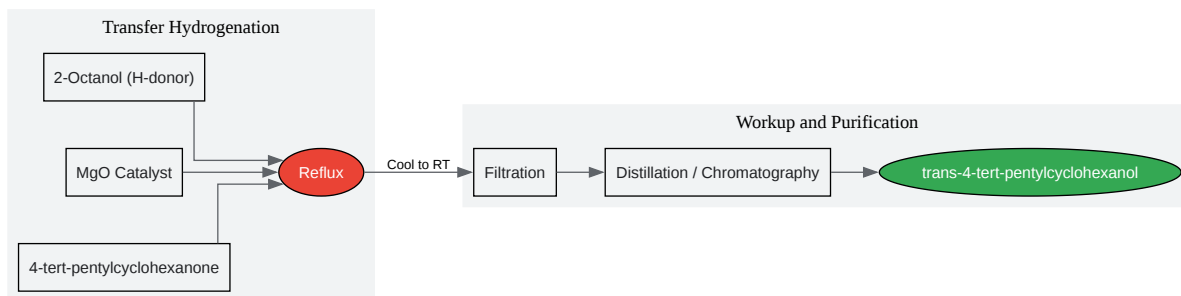 Transfer Hydrogenation
2-Octanol (H-donor)
MgO Catalyst
4-tert-pentylcyclohexanone
Reflux
Cool to RT
Workup and Purification
Filtration
Distillation / Chromatography
trans-4-tert-pentylcyclohexanol